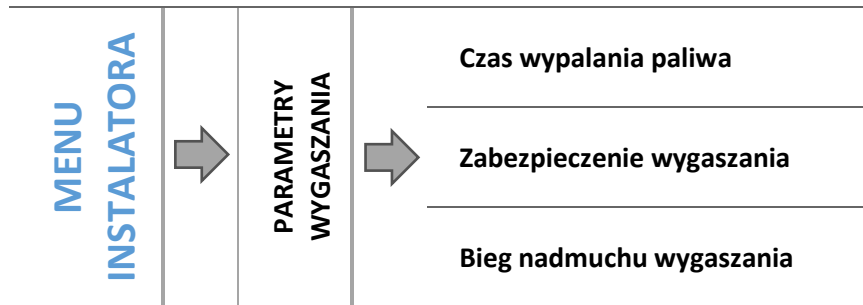 MENU
INSTALATORA
PARAMETRY
WYGASZANIA
Czas wypalania paliwa
Zabezpieczenie wygaszania
Bieg nadmuchu wygaszania